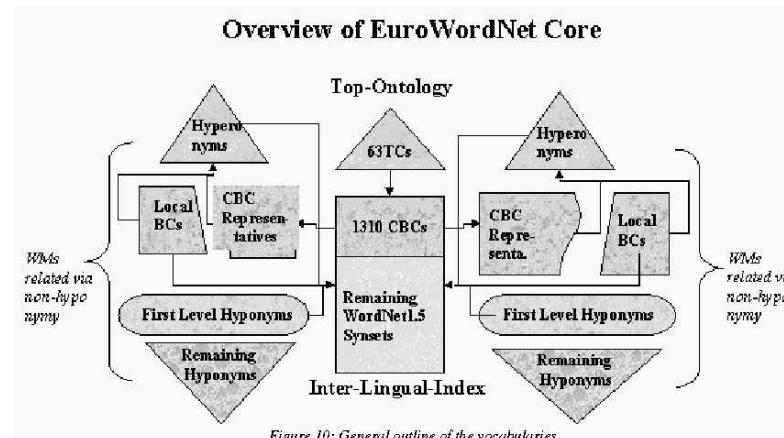 Overview of EuroWordNet Core
Top-Ontology
Hypero
nyms
63TCs
Hypero
nyms
Local
BCs
CBC
Represen-
tatives
1310 CBCs
CBC
Repre-
senta.
Local
BCs
WMs
related via
non-hypo
nymy
Remaining
WordNet1.5
Synsets
WMs
related vi
non-hypo
nymy
First Level Hyponyms
First Level Hyponyms
Remaining
Hyponyms
Remaining
Hyponyms
Inter-Lingual-Index
Figure 10: General outline of the vocabularies